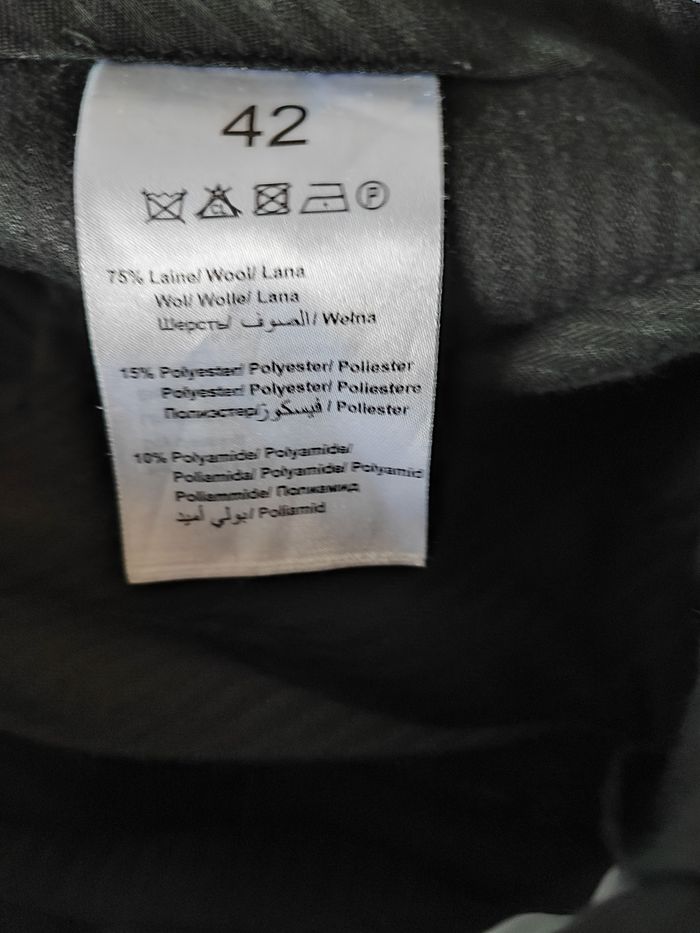 42
CL F
75% Laine/ Wool/ Lana
Wol/ Wolle/ Lana
Шерсть/ الصوف/ Wełna
15% Polyester/ Polyester/ Poliester
Polyester/ Polyester/ Poliestere
Полиэстер/ فيسكوز/ Poliester
10% Polyamide/ Polyamide/
Poliamida/ Polyamide/ Polyamid
Poliammide/ Полиамид
بولي أميد/ Poliamid